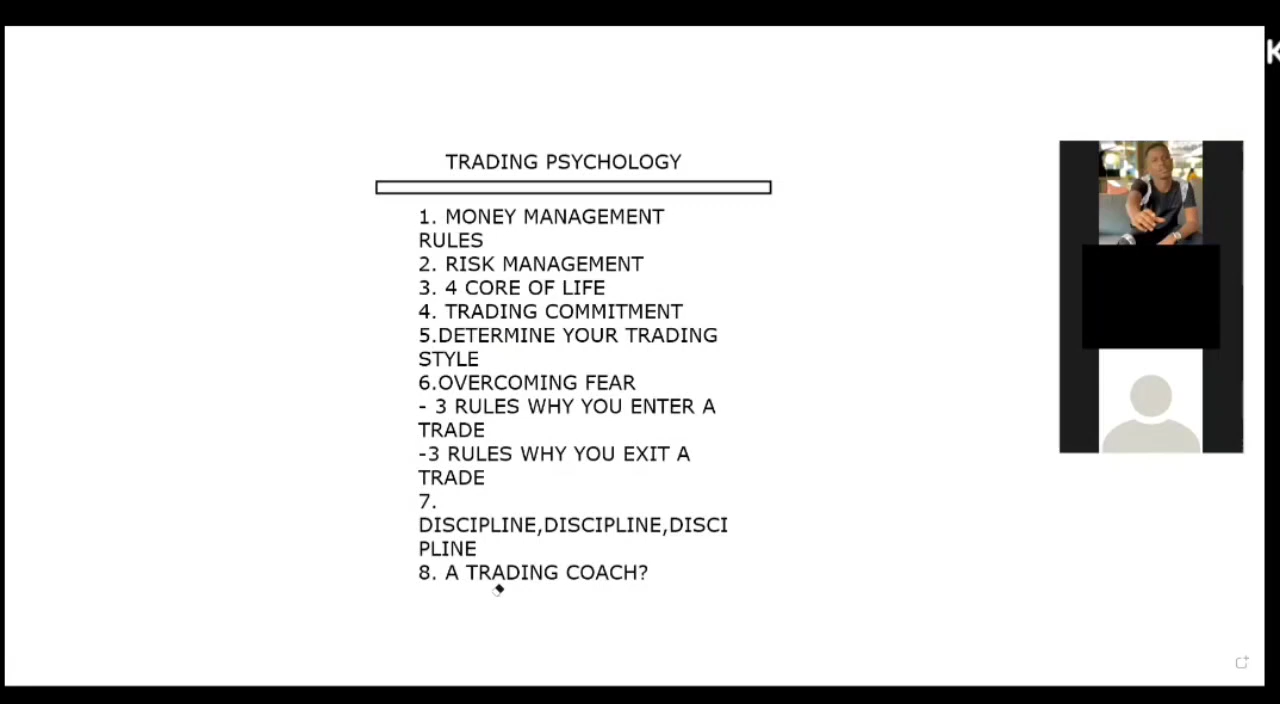 TRADING PSYCHOLOGY
1. MONEY MANAGEMENT
RULES
2. RISK MANAGEMENT
3. 4 CORE OF LIFE
4. TRADING COMMITMENT
5.DETERMINE YOUR TRADING
STYLE
6.OVERCOMING FEAR
- 3 RULES WHY YOU ENTER A
TRADE
-3 RULES WHY YOU EXIT A
TRADE
7.
DISCIPLINE,DISCIPLINE,DISCI
PLINE
8. A TRADING COACH?
K